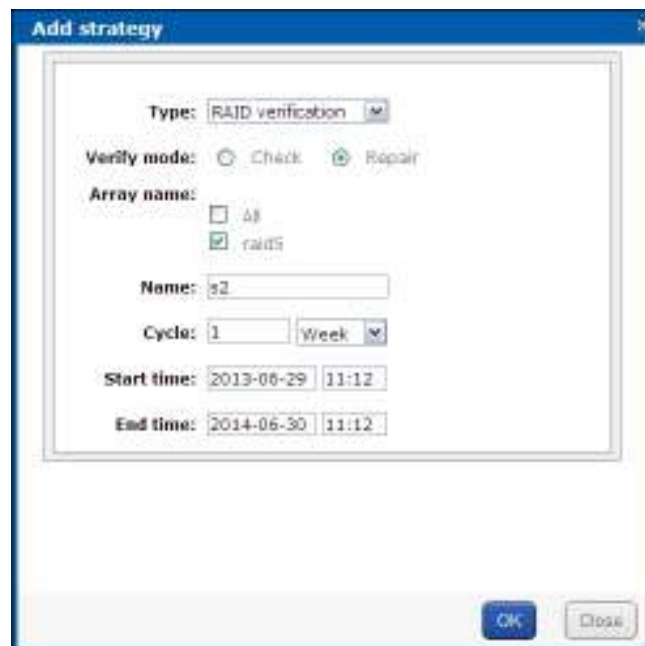 Add strategy
Type: RAID verification
Verify mode: Check Repair
Array name:
All
raid5
Name: s2
Cycle: 1 Week
Start time: 2013-06-29 11:12
End time: 2014-06-30 11:12
OK Close